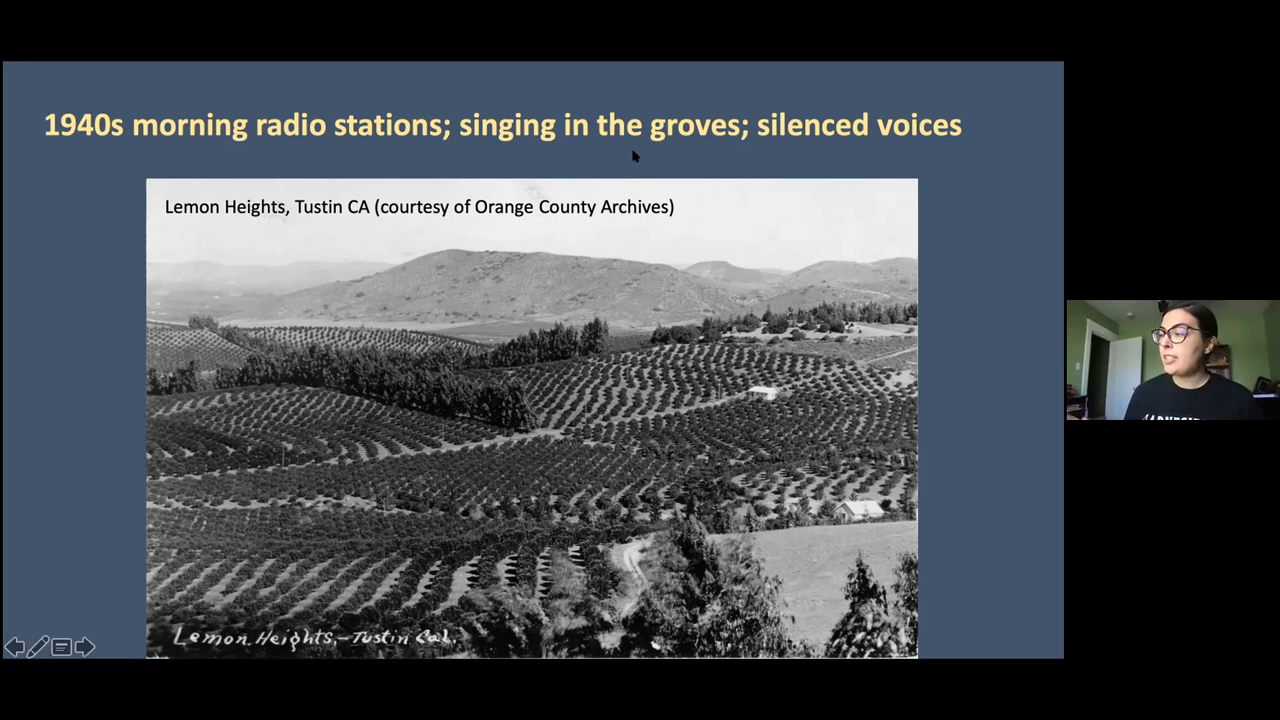 1940s morning radio stations; singing in the groves; silenced voices
Lemon Heights, Tustin CA (courtesy of Orange County Archives)
Lemon Heights,-Tustin Cal.